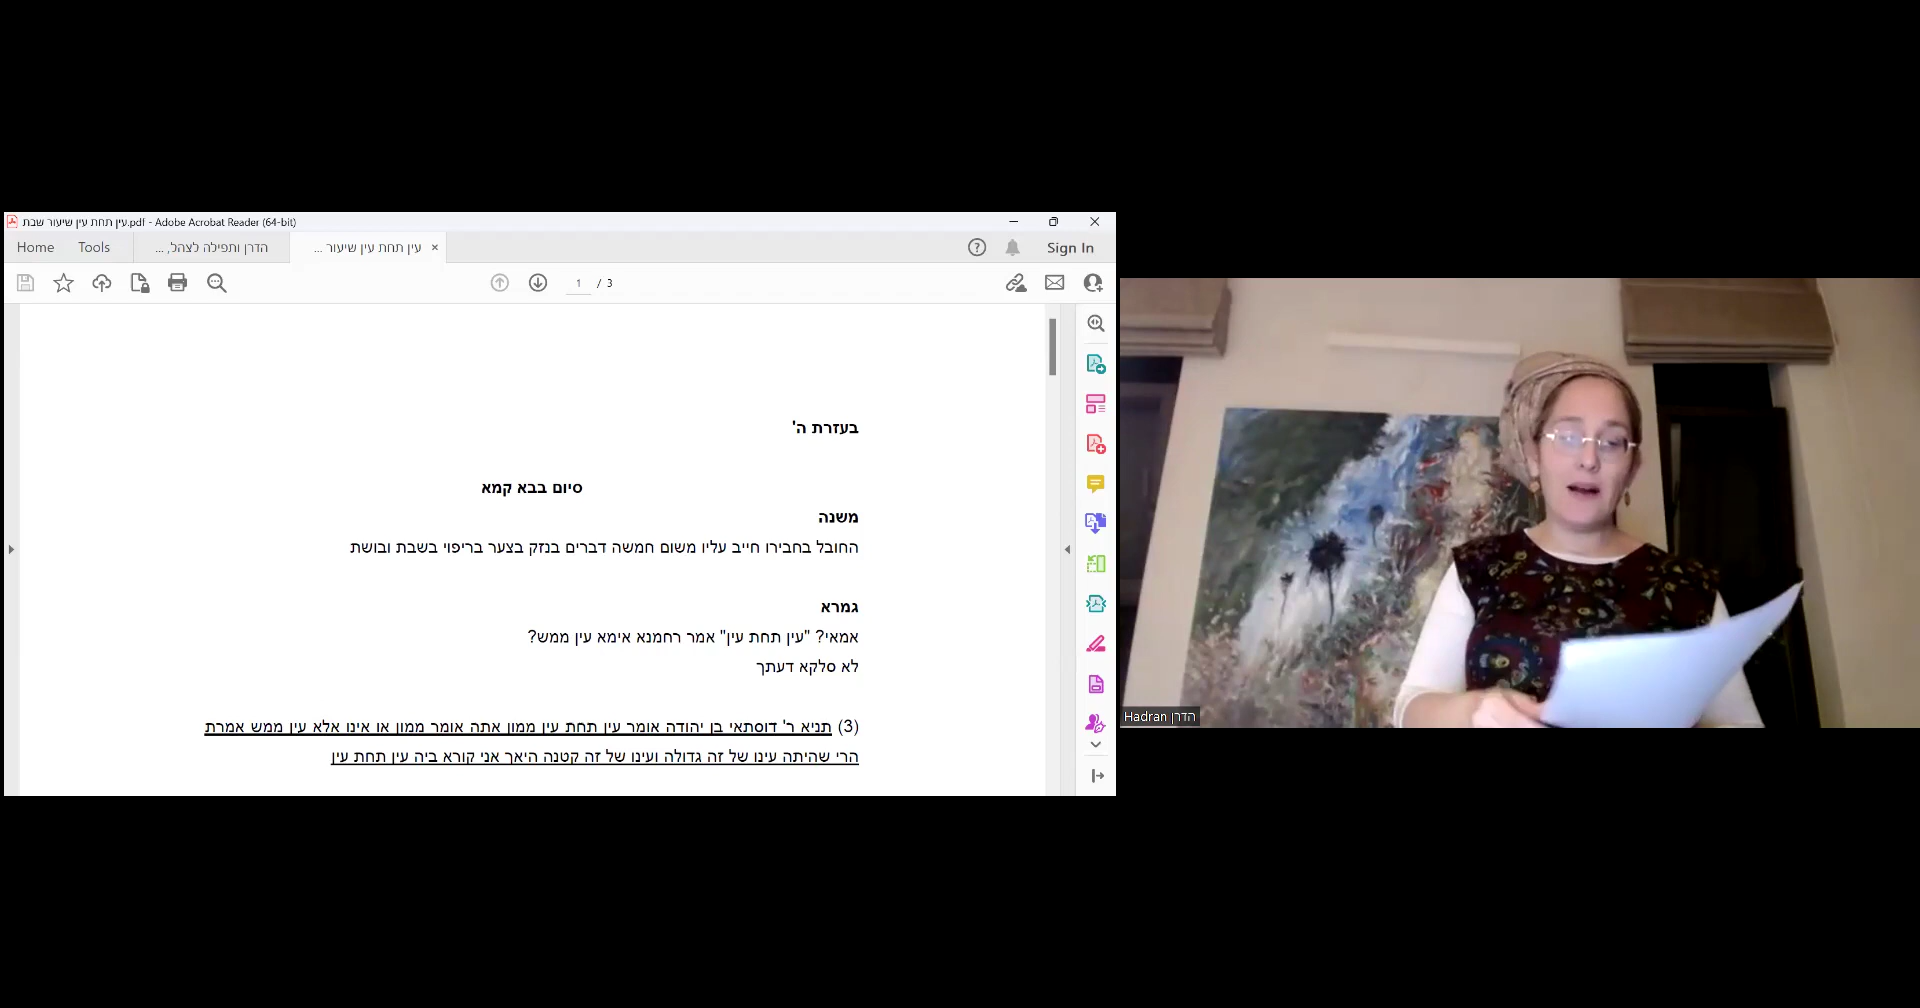 עין תחת עין שיעור שבת.pdf - Adobe Acrobat Reader (64-bit)
Home Tools הדרן ותפילה לצהל, ... עין תחת עין שיעור ... × Sign In
1 / 3
בעזרת ה'
סיום בבא קמא
משנה
החובל בחבירו חייב עליו משום חמשה דברים בנזק בצער בריפוי בשבת ובושת
גמרא
אמאי? "עין תחת עין" אמר רחמנא אימא עין ממש?
לא סלקא דעתך
(3) תניא ר' דוסתאי בן יהודה אומר עין תחת עין ממון אתה אומר ממון או אינו אלא עין ממש אמרת
הרי שהיתה עינו של זה גדולה ועינו של זה קטנה היאך אני קורא ביה עין תחת עין
Hadran הדרן